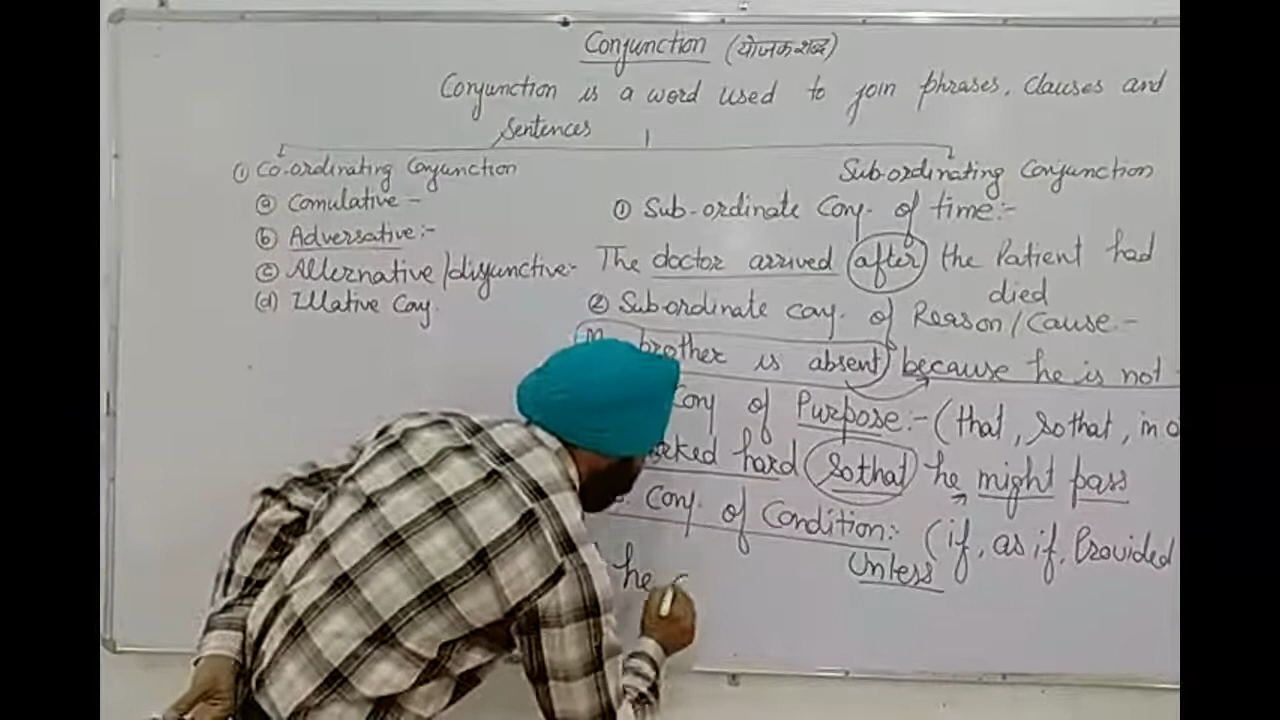 Conjunction (योजक शब्द)
Conjunction is a word used to join phrases, Clauses and
Sentences
① Co-ordinating Conjunction
ⓐ Comulative -
ⓑ Adversative :-
ⓒ Alternative / disjunctive :-
(d) Illative Conj.
Sub-ordinating Conjunction
① Sub-ordinate Conj. of time :-
The doctor arrived after the Patient had
died
② Subordinate conj. of Reason / Cause -
brother is absent because he is not
Conj of Purpose :- (that, so that, in
hard so that he might pass
Conj. of Condition : (if, as if, Provided
Unless
he